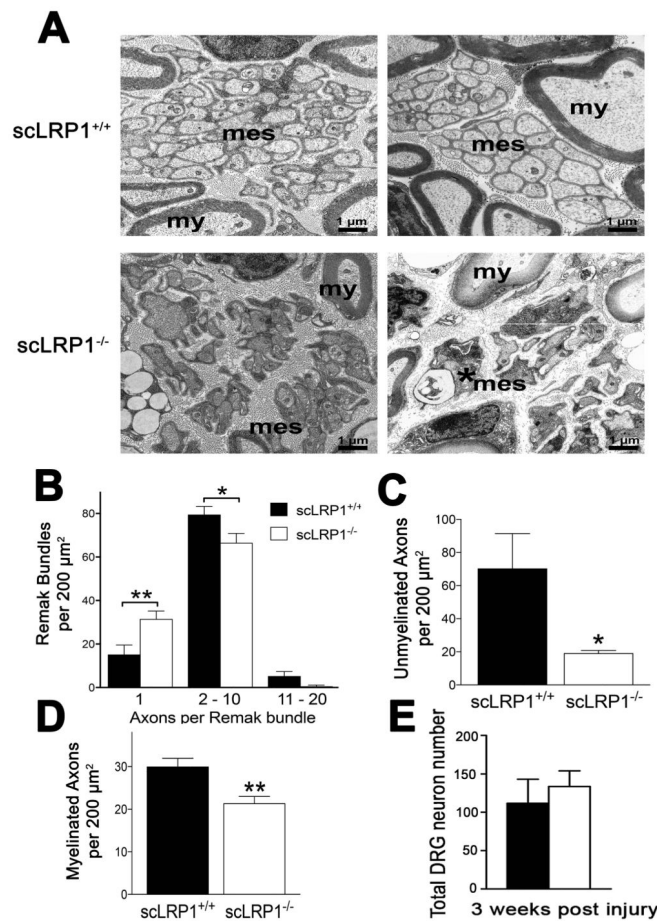 A
scLRP1+/+
mes
my
1 µm
mes
my
1 µm
scLRP1-/-
my
mes
1 µm
my
*mes
1 µm
B
Remak Bundles
per 200 µm²
80
60
40
20
0
**
*
scLRP1+/+
scLRP1-/-
1
2 - 10
11 - 20
Axons per Remak bundle
C
Unmyelinated Axons
per 200 µm²
100
80
60
40
20
0
*
scLRP1+/+
scLRP1-/-
D
Myelinated Axons
per 200 µm²
30
20
10
0
**
scLRP1+/+
scLRP1-/-
E
Total DRG neuron number
200
150
100
50
0
3 weeks post injury